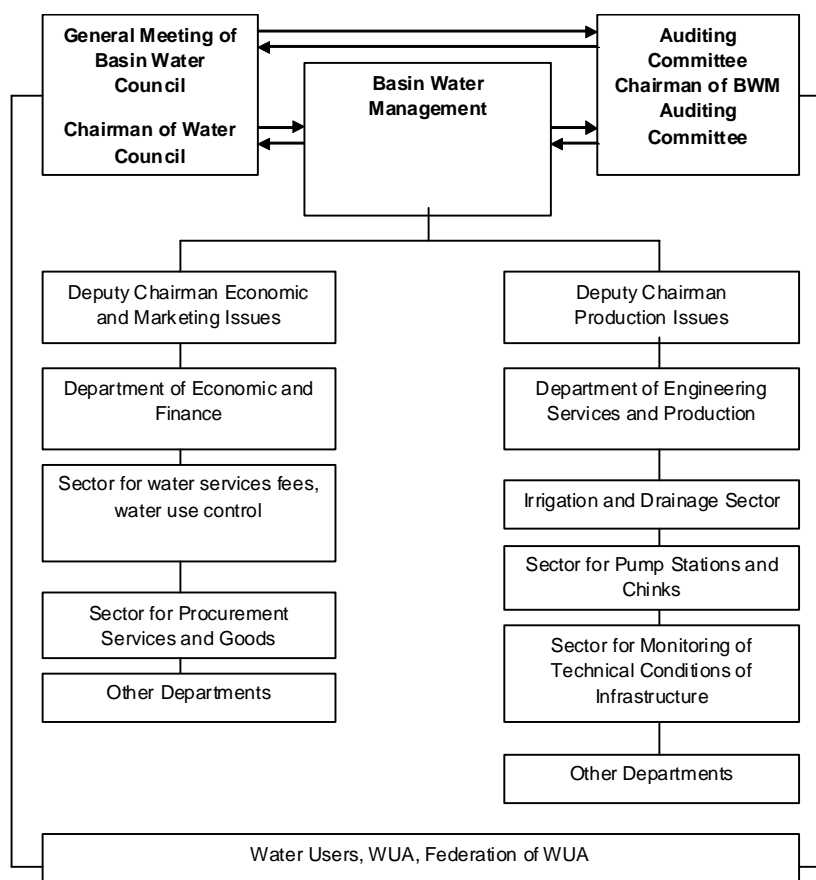 General Meeting of
Basin Water
Council
Chairman of Water
Council
Basin Water
Management
Auditing
Committee
Chairman of BWM
Auditing
Committee
Deputy Chairman Economic
and Marketing Issues
Department of Economic and
Finance
Sector for water services fees,
water use control
Sector for Procurement
Services and Goods
Other Departments
Deputy Chairman
Production Issues
Department of Engineering
Services and Production
Irrigation and Drainage Sector
Sector for Pump Stations and
Chinks
Sector for Monitoring of
Technical Conditions of
Infrastructure
Other Departments
Water Users, WUA, Federation of WUA